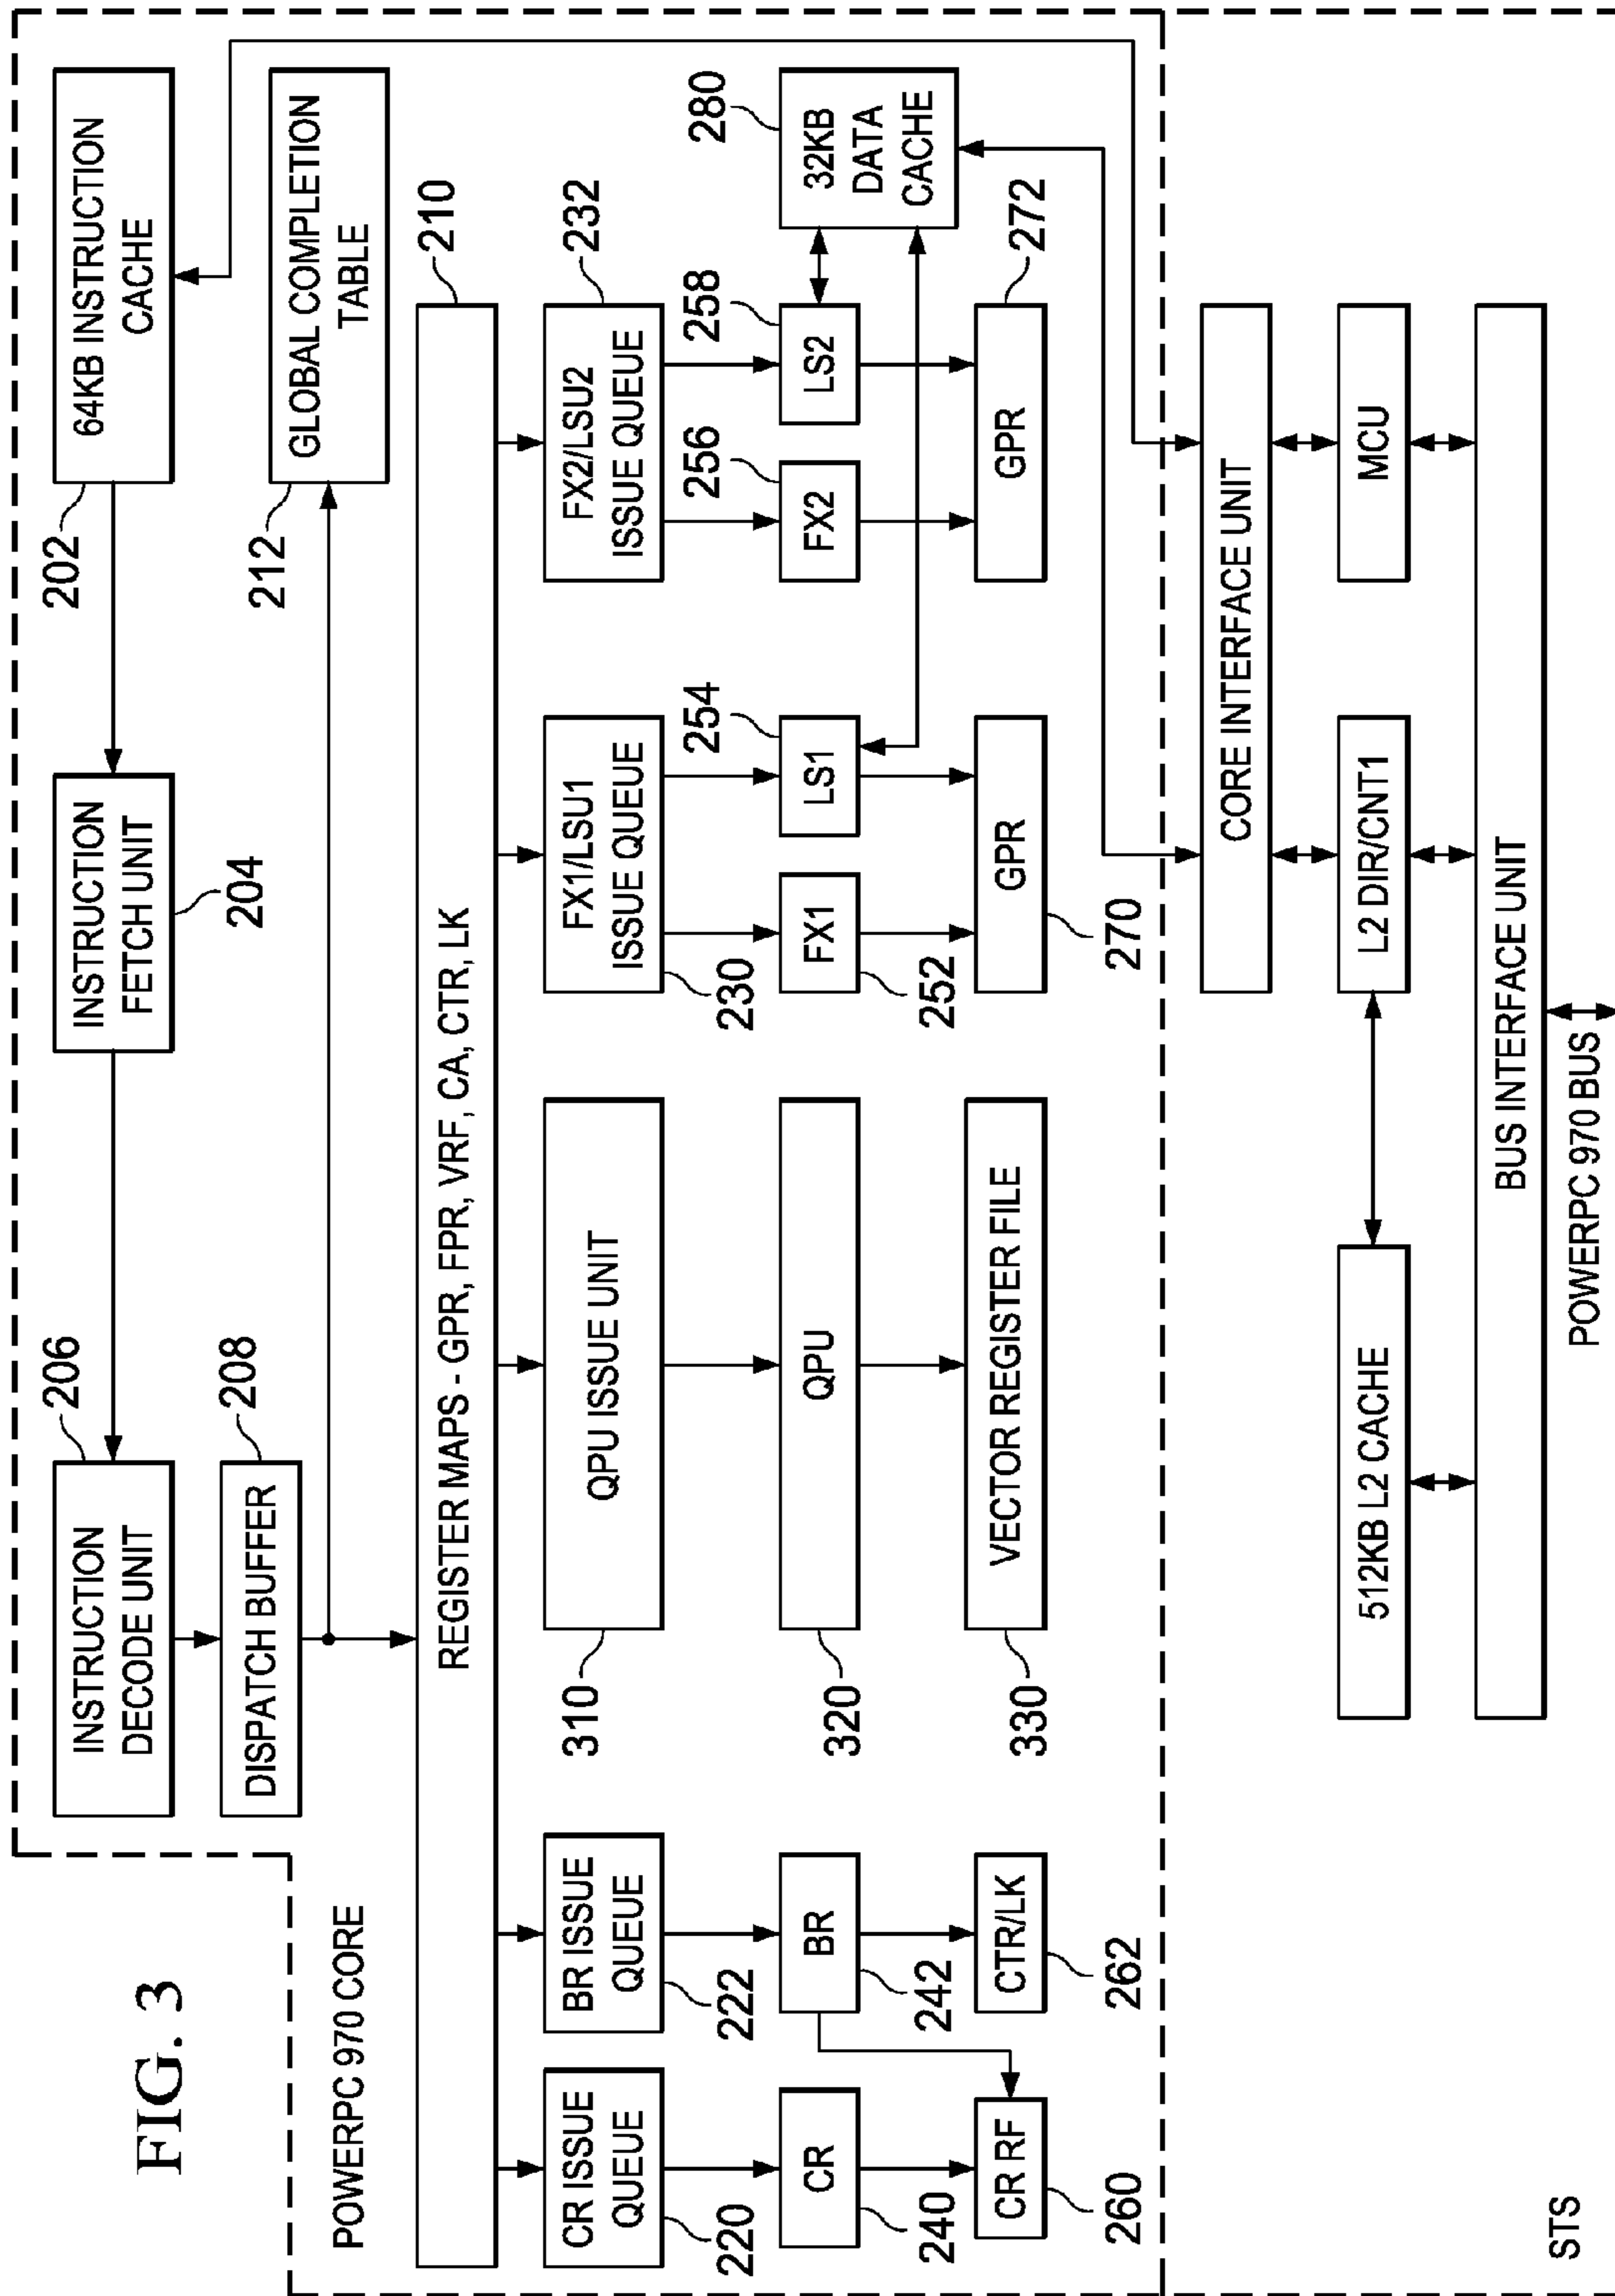 FIG. 3
POWERPC 970 CORE
64KB INSTRUCTION
CACHE
202
INSTRUCTION
FETCH UNIT
204
INSTRUCTION
DECODE UNIT
206
DISPATCH BUFFER
208
GLOBAL COMPLETION
TABLE
212
REGISTER MAPS - GPR, FPR, VRF, CA, CTR, LK
210
CR ISSUE
QUEUE
220
BR ISSUE
QUEUE
222
QPU ISSUE UNIT
310
FX1/LSU1
ISSUE QUEUE
230
FX2/LSU2
ISSUE QUEUE
232
CR
240
BR
242
QPU
320
FX1
252
LS1
254
FX2
256
LS2
258
32KB
DATA
CACHE
280
CR RF
260
CTR/LK
262
VECTOR REGISTER FILE
330
GPR
270
GPR
272
CORE INTERFACE UNIT
512KB L2 CACHE
L2 DIR/CNT1
MCU
BUS INTERFACE UNIT
STS
POWERPC 970 BUS